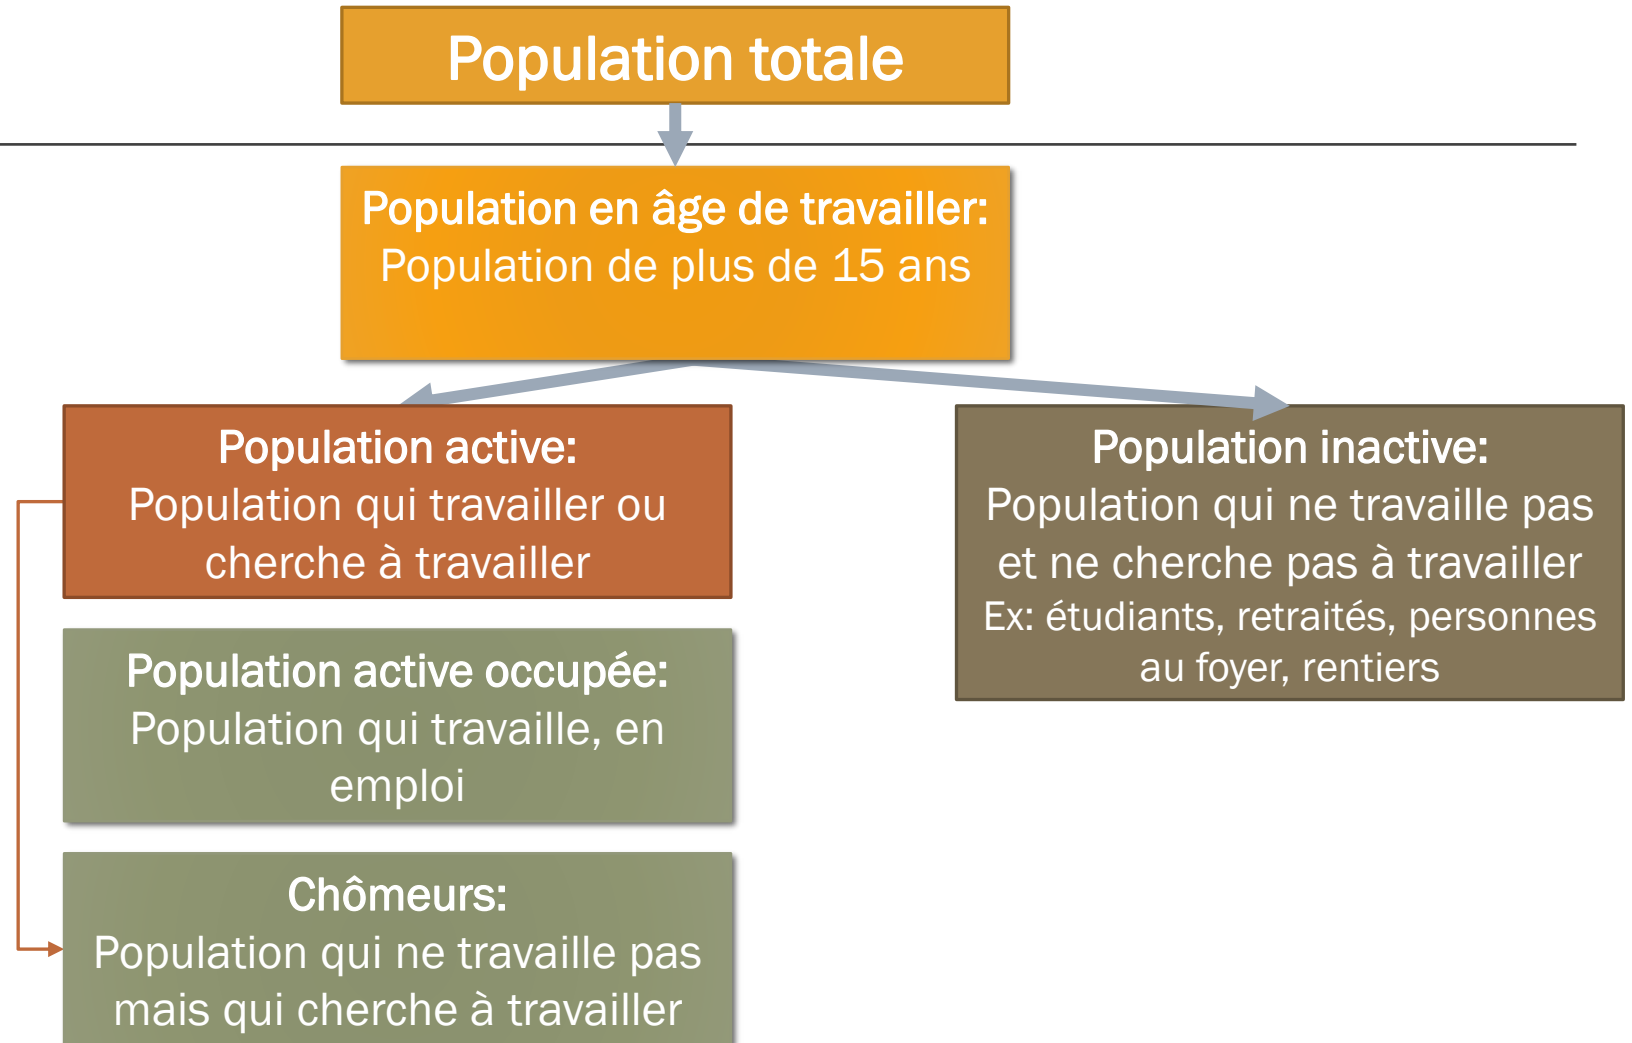 Population totale
Population en âge de travailler:
Population de plus de 15 ans
Population active:
Population qui travailler ou
cherche à travailler
Population inactive:
Population qui ne travaille pas
et ne cherche pas à travailler
Ex: étudiants, retraités, personnes
au foyer, rentiers
Population active occupée:
Population qui travaille, en
emploi
Chômeurs:
Population qui ne travaille pas
mais qui cherche à travailler